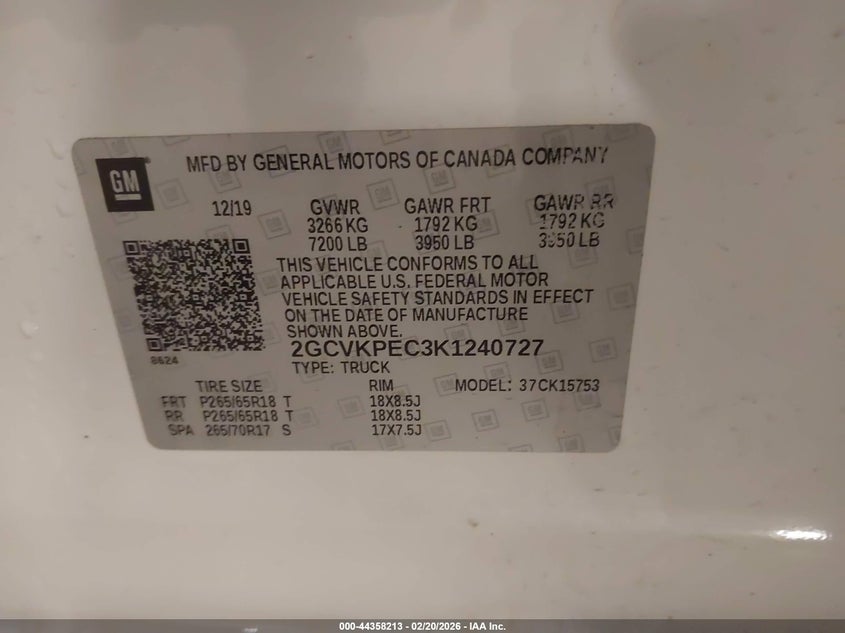 GM
MFD BY GENERAL MOTORS OF CANADA COMPANY
12/19 GVWR GAWR FRT GAWR RR
3266 KG 1792 KG 1792 KG
7200 LB 3950 LB 3950 LB
THIS VEHICLE CONFORMS TO ALL
APPLICABLE U.S. FEDERAL MOTOR
VEHICLE SAFETY STANDARDS IN EFFECT
ON THE DATE OF MANUFACTURE
SHOWN ABOVE.
8624
2GCVKPEC3K1240727
TYPE: TRUCK
TIRE SIZE RIM MODEL: 37CK15753
FRT P265/65R18 T 18X8.5J
RR P265/65R18 T 18X8.5J
SPA 265/70R17 S 17X7.5J
000-44358213 - 02/20/2026 - IAA Inc.